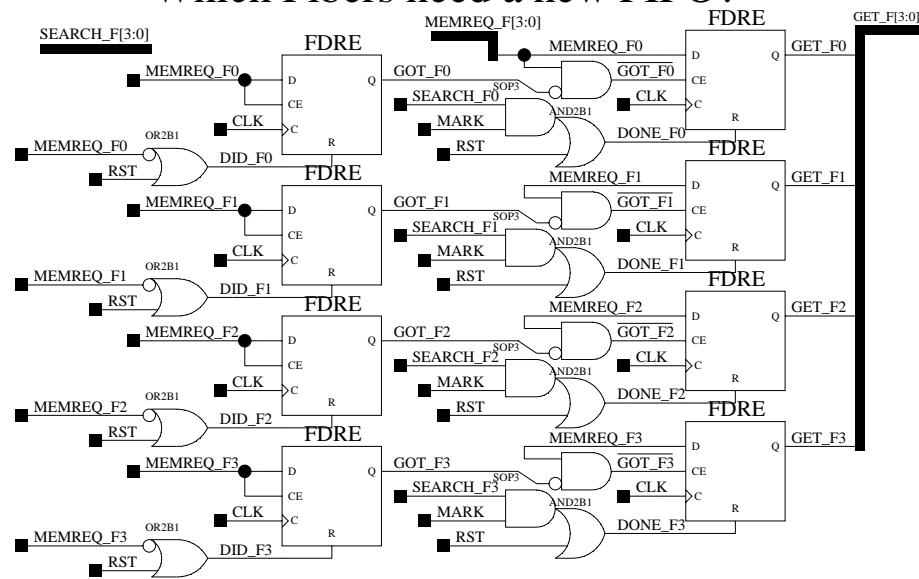 Which Fibers need a new FIFO?
SEARCH_F[3:0]
MEMREQ_F[3:0]
GET_F[3:0]
FDRE
MEMREQ_F0
D
CE
C
Q
R
GOT_F0
CLK
OR2B1
MEMREQ_F0
RST
DID_F0
FDRE
MEMREQ_F0
D
CE
C
Q
R
GET_F0
GOT_F0
CLK
SOP3
SEARCH_F0
AND2B1
MARK
RST
DONE_F0
FDRE
MEMREQ_F1
D
CE
C
Q
R
GOT_F1
CLK
OR2B1
MEMREQ_F1
RST
DID_F1
FDRE
MEMREQ_F1
D
CE
C
Q
R
GET_F1
GOT_F1
CLK
SOP3
SEARCH_F1
AND2B1
MARK
RST
DONE_F1
FDRE
MEMREQ_F2
D
CE
C
Q
R
GOT_F2
CLK
OR2B1
MEMREQ_F2
RST
DID_F2
FDRE
MEMREQ_F2
D
CE
C
Q
R
GET_F2
GOT_F2
CLK
SOP3
SEARCH_F2
AND2B1
MARK
RST
DONE_F2
FDRE
MEMREQ_F3
D
CE
C
Q
R
GOT_F3
CLK
OR2B1
MEMREQ_F3
RST
DID_F3
FDRE
MEMREQ_F3
D
CE
C
Q
R
GET_F3
GOT_F3
CLK
SOP3
SEARCH_F3
AND2B1
MARK
RST
DONE_F3